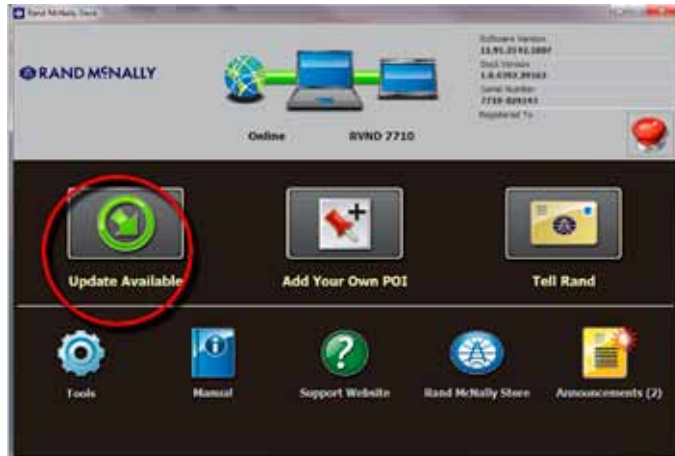 Rand McNally Dock
RAND MCNALLY
Software Version
Dock Version
Serial Number
Registered To
Online
RVND 7710
Update Available
Add Your Own POI
Tell Rand
Tools
Manual
Support Website
Rand McNally Store
Announcements (2)